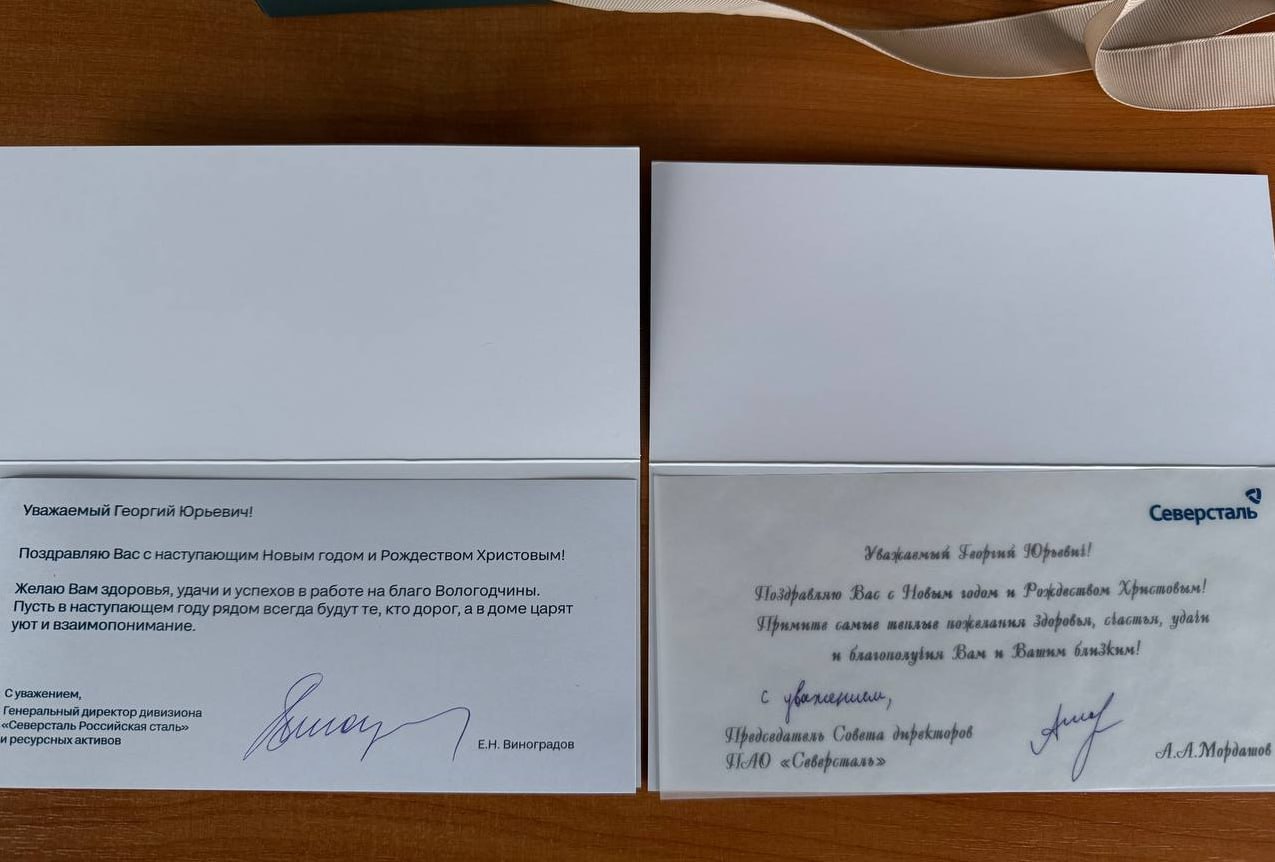 Уважаемый Георгий Юрьевич!
Поздравляю Вас с наступающим Новым годом и Рождеством Христовым!
Желаю Вам здоровья, удачи и успехов в работе на благо Вологодчины.
Пусть в наступающем году рядом всегда будут те, кто дорог, а в доме царят
уют и взаимопонимание.
С уважением,
Генеральный директор дивизиона
«Северсталь Российская сталь»
и ресурсных активов
Е.Н. Виноградов
Северсталь
Уважаемый Георгий Юрьевич!
Поздравляю Вас с Новым годом и Рождеством Христовым!
Примите самые теплые пожелания здоровья, счастья, удачи
и благополучия Вам и Вашим близким!
с уважением,
Председатель Совета директоров
ПАО «Северсталь»
А.А.Мордашов